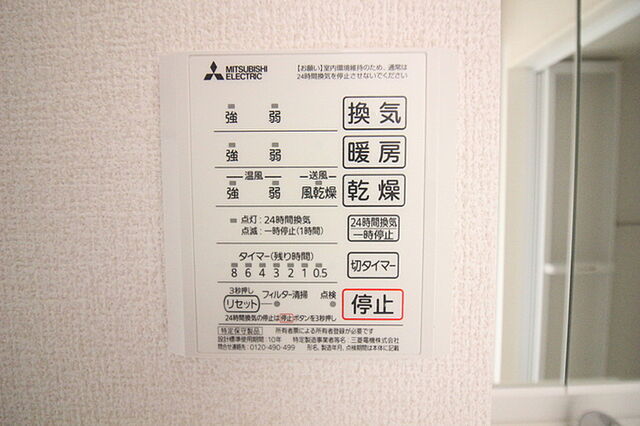 MITSUBISHI ELECTRIC
【お願い】室内環境維持のため、通常は
24時間換気を停止させないでください
強 弱 換気
強 弱 暖房
温風 送風
強 弱 風乾燥 乾燥
点灯:24時間換気
点滅:一時停止(1時間)
24時間換気
一時停止
タイマー(残り時間)
8 6 4 3 2 1 0.5
切タイマー
3秒押し
リセット フィルター清掃 点検
停止
24時間換気の停止は停止ボタンを3秒押し
特定保守製品 所有者票による所有者登録が必要です
設計標準使用期間:10年 特定製造事業者等名:三菱電機株式会社
問合せ連絡先:0120-490-499 形名、製造年月、点検期間は本体に記載